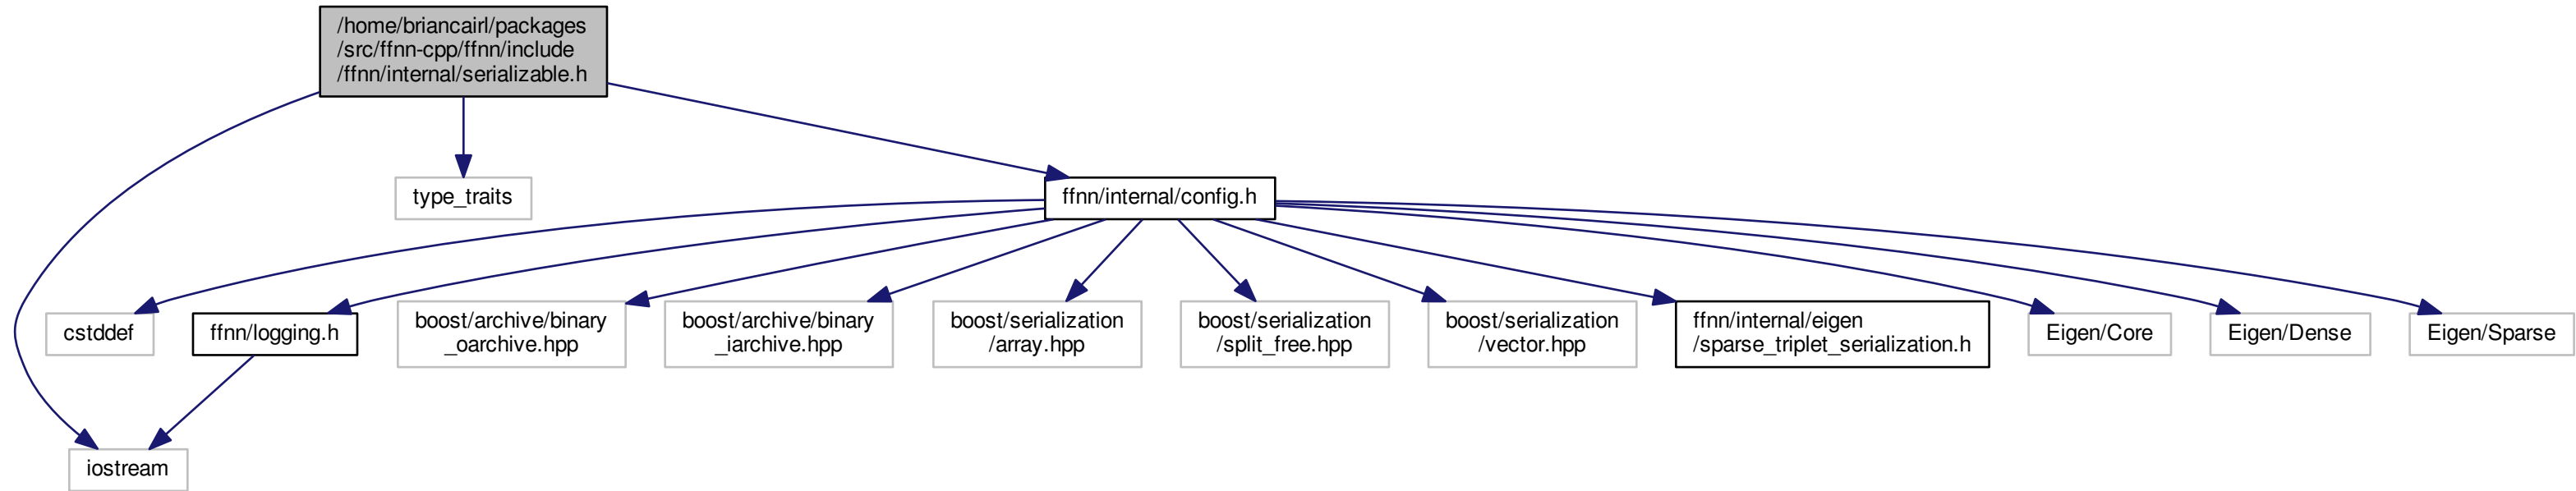 /home/briancairl/packages
/src/ffnn-cpp/ffnn/include
/ffnn/internal/serializable.h
type_traits
ffnn/internal/config.h
cstddef
ffnn/logging.h
boost/archive/binary
_oarchive.hpp
boost/archive/binary
_iarchive.hpp
boost/serialization
/array.hpp
boost/serialization
/split_free.hpp
boost/serialization
/vector.hpp
ffnn/internal/eigen
/sparse_triplet_serialization.h
Eigen/Core
Eigen/Dense
Eigen/Sparse
iostream